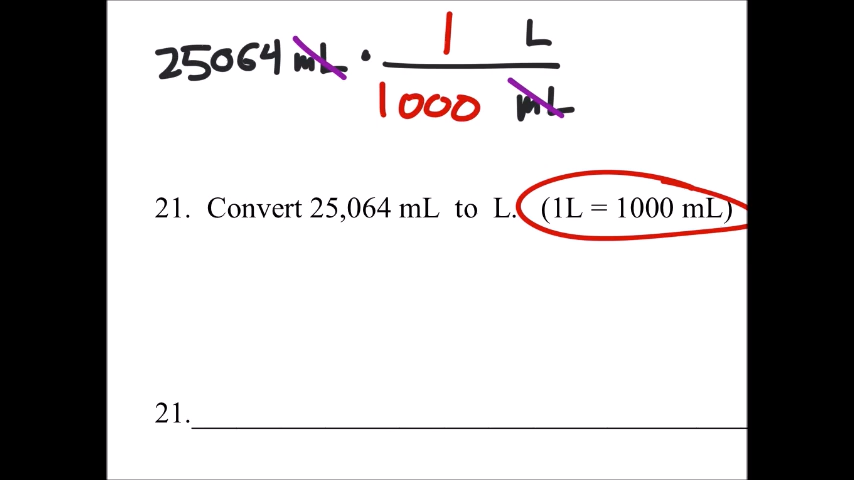 1 L
25064 mL · ———
1000 mL
21. Convert 25,064 mL to L. (1L = 1000 mL)
21.